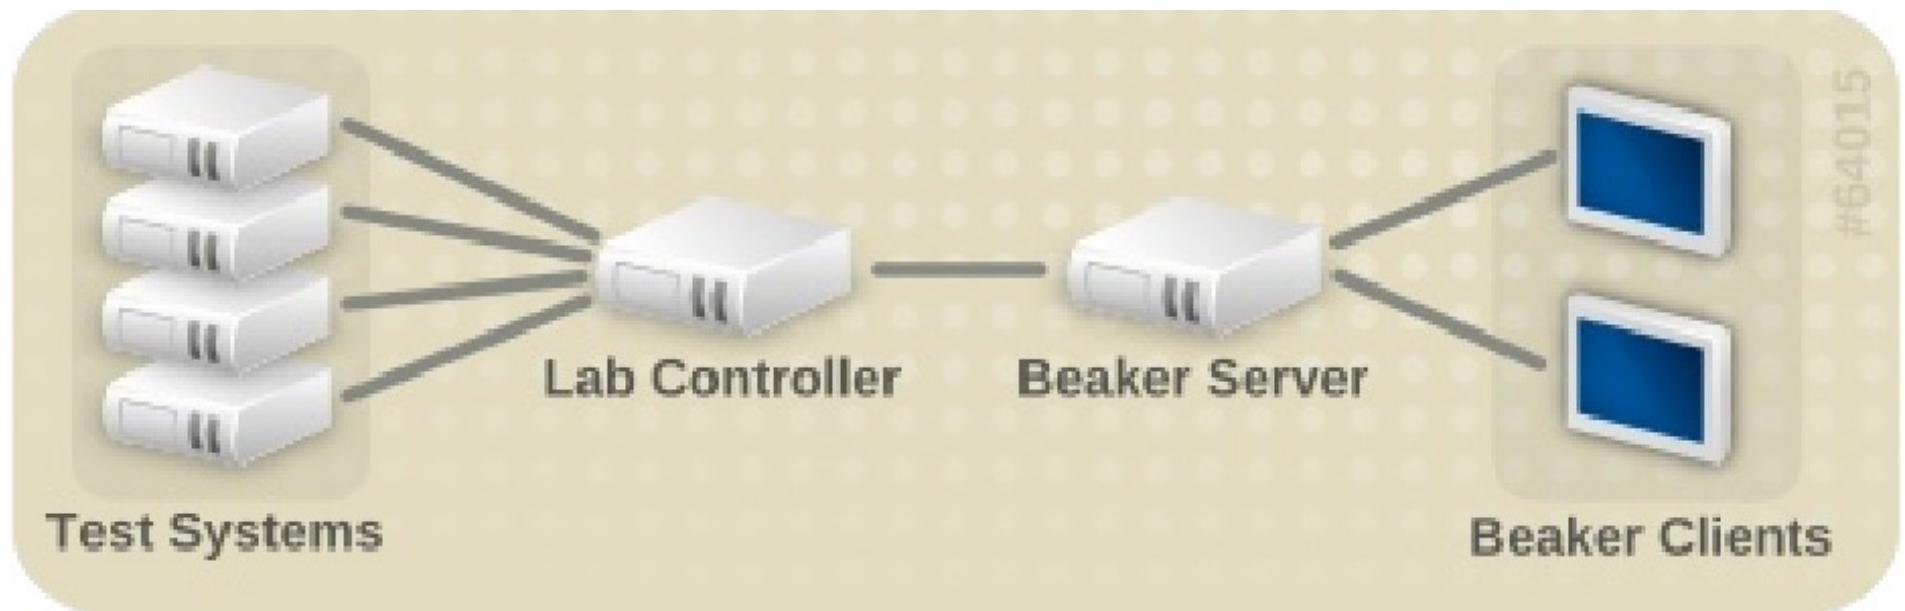 #64015
Lab Controller
Beaker Server
Test Systems
Beaker Clients